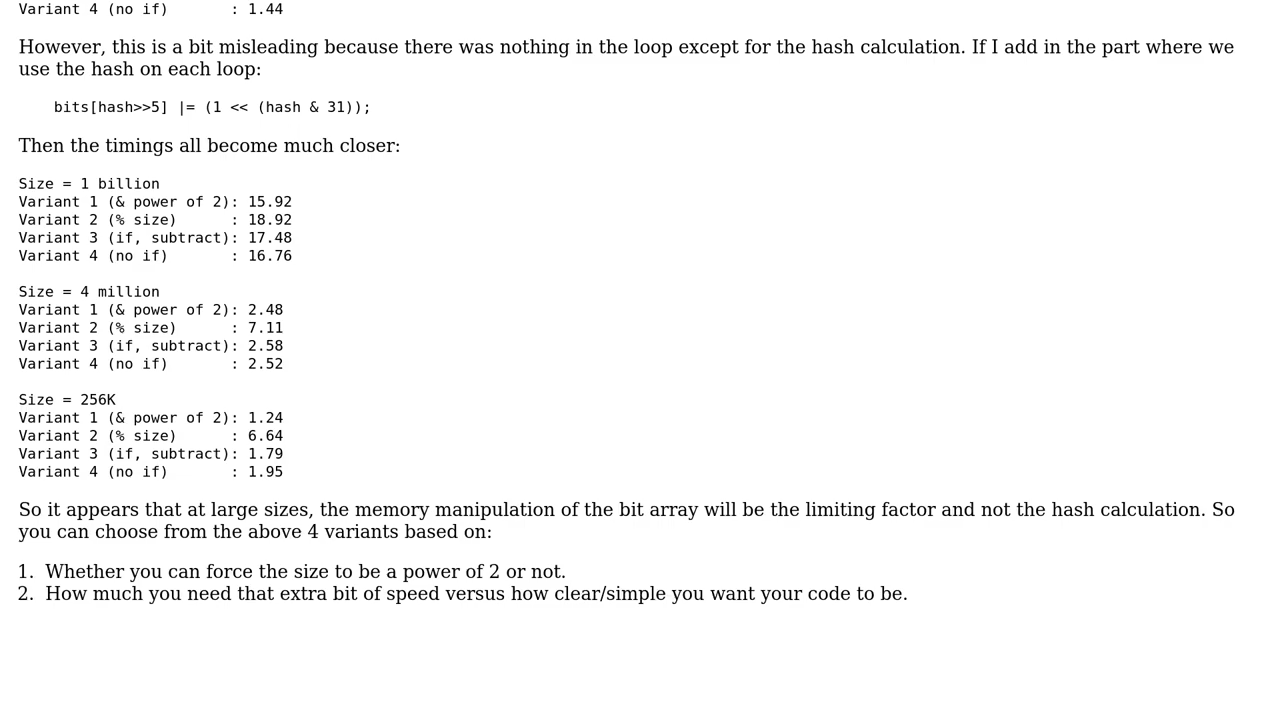 Variant 4 (no if)       : 1.44
However, this is a bit misleading because there was nothing in the loop except for the hash calculation. If I add in the part where we
use the hash on each loop:
    bits[hash>>5] |= (1 << (hash & 31));
Then the timings all become much closer:
Size = 1 billion
Variant 1 (& power of 2): 15.92
Variant 2 (% size)      : 18.92
Variant 3 (if, subtract): 17.48
Variant 4 (no if)       : 16.76
Size = 4 million
Variant 1 (& power of 2): 2.48
Variant 2 (% size)      : 7.11
Variant 3 (if, subtract): 2.58
Variant 4 (no if)       : 2.52
Size = 256K
Variant 1 (& power of 2): 1.24
Variant 2 (% size)      : 6.64
Variant 3 (if, subtract): 1.79
Variant 4 (no if)       : 1.95
So it appears that at large sizes, the memory manipulation of the bit array will be the limiting factor and not the hash calculation. So
you can choose from the above 4 variants based on:
1. Whether you can force the size to be a power of 2 or not.
2. How much you need that extra bit of speed versus how clear/simple you want your code to be.